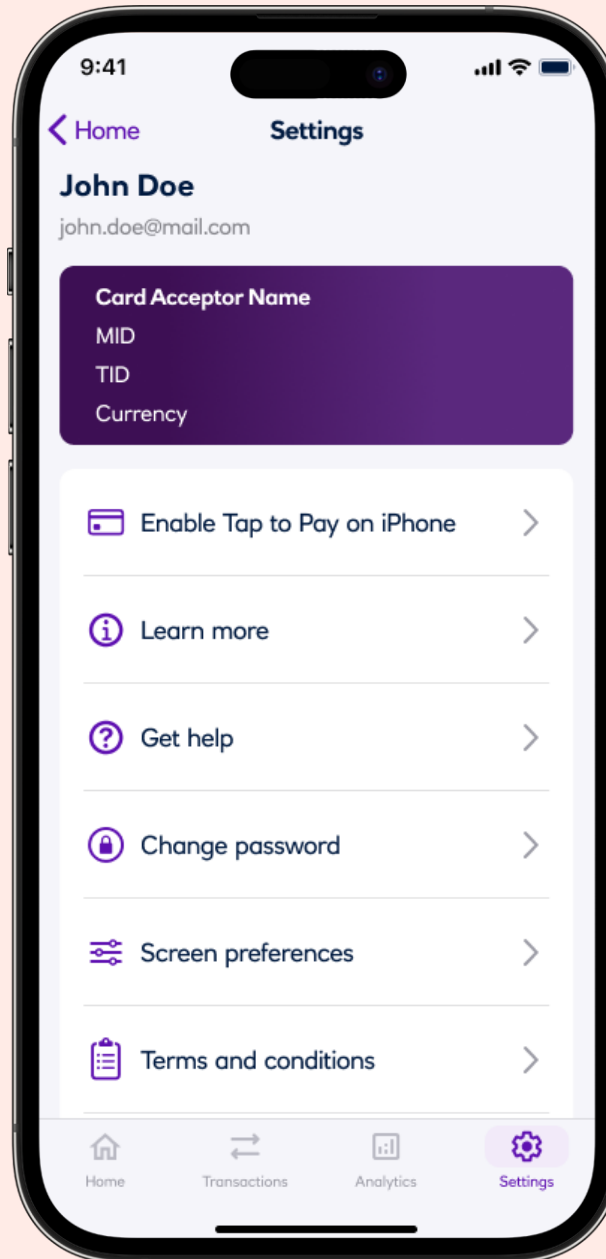 9:41
Home
Settings
John Doe
john.doe@mail.com
Card Acceptor Name
MID
TID
Currency
Enable Tap to Pay on iPhone
Learn more
Get help
Change password
Screen preferences
Terms and conditions
Home
Transactions
Analytics
Settings